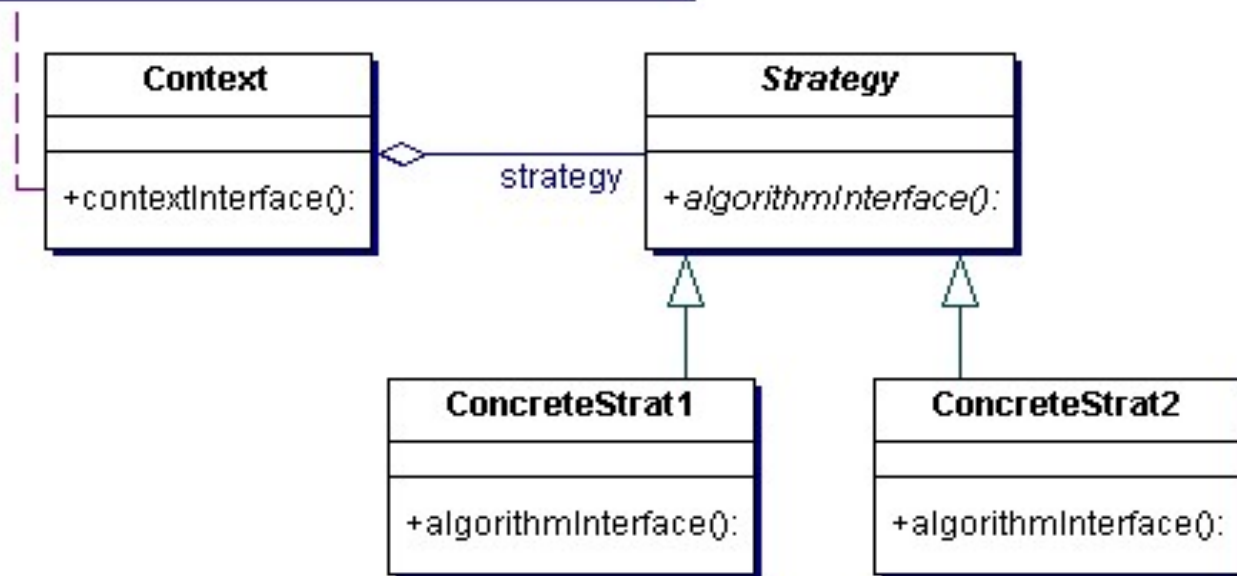 Context
Strategy
strategy
+contextInterface():
+algorithmInterface():
ConcreteStrat1
ConcreteStrat2
+algorithmInterface():
+algorithmInterface():